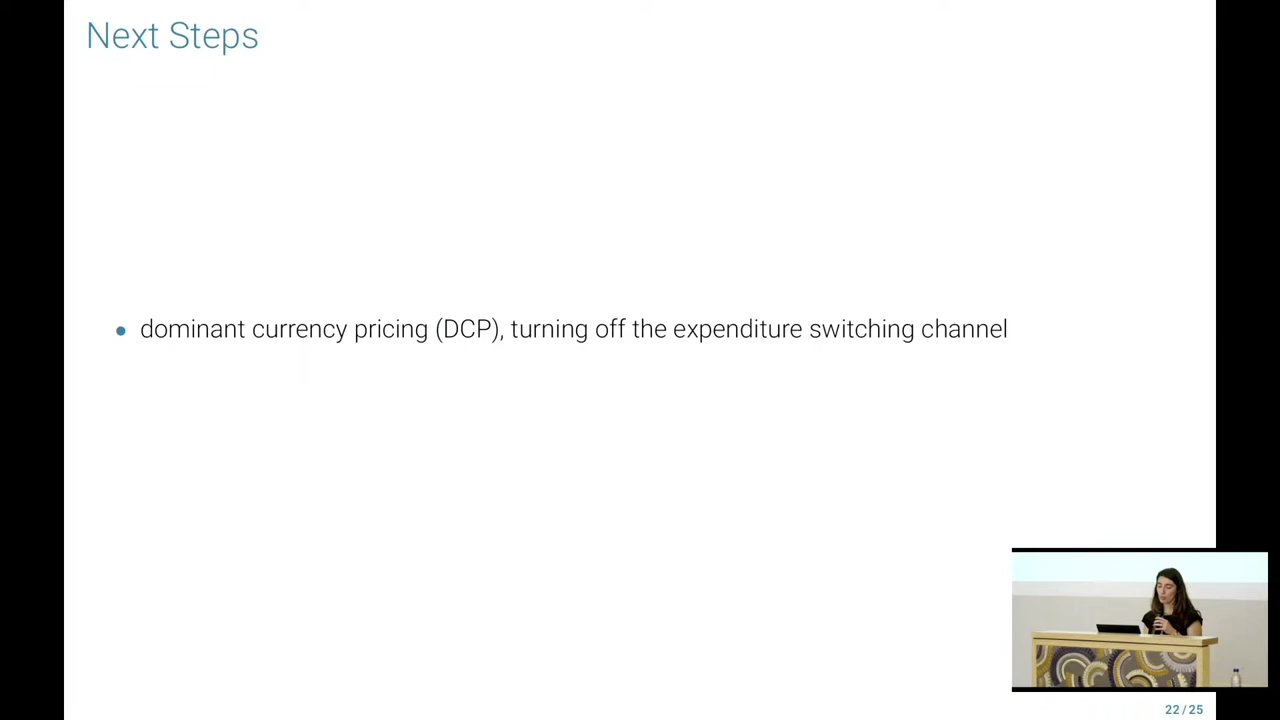 Next Steps
• dominant currency pricing (DCP), turning off the expenditure switching channel
22 / 25